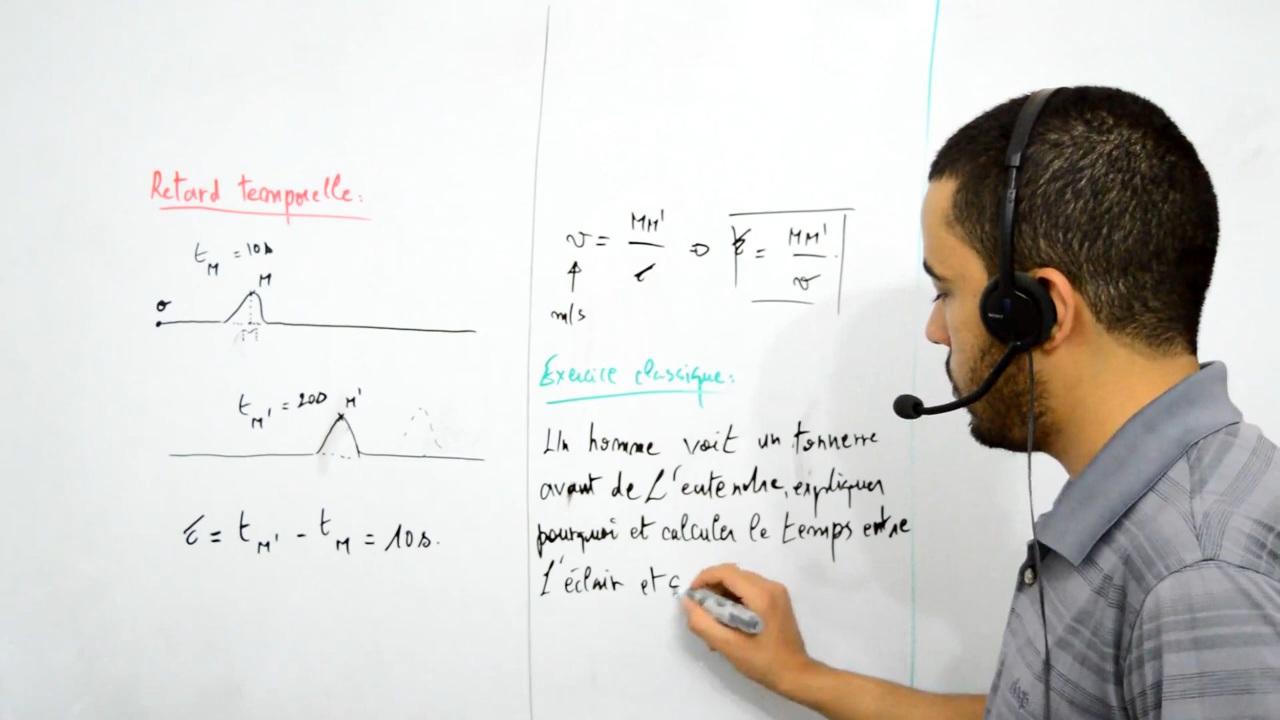 Retard temporelle:
t_M = 10s
M
O
M
t_M' = 20s
M'
τ = t_M' - t_M = 10s.
v = MM' / τ ⇒ τ = MM' / v
m/s
Exercice classique:
Un homme voit un tonnerre
avant de L'entendre, expliquer
pourquoi et calculer le temps entre
L'éclair et
SONY